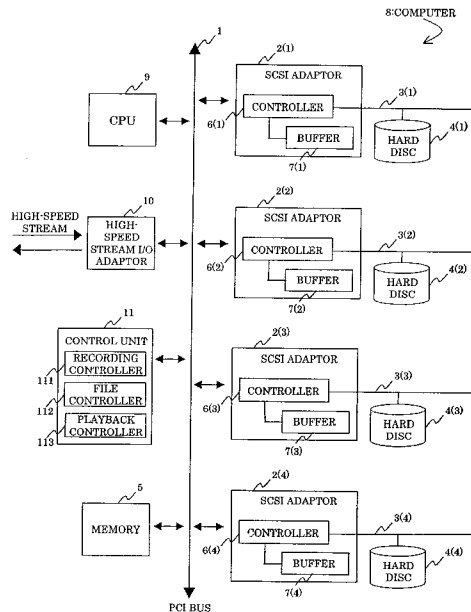 8:COMPUTER
1
9
CPU
10
HIGH-SPEED
STREAM
HIGH-
SPEED
STREAM I/O
ADAPTOR
11
CONTROL UNIT
111
RECORDING
CONTROLLER
112
FILE
CONTROLLER
113
PLAYBACK
CONTROLLER
5
MEMORY
PCI BUS
2(1)
SCSI ADAPTOR
CONTROLLER
6(1)
BUFFER
7(1)
3(1)
4(1)
HARD
DISC
2(2)
SCSI ADAPTOR
CONTROLLER
6(2)
BUFFER
7(2)
3(2)
4(2)
HARD
DISC
2(3)
SCSI ADAPTOR
CONTROLLER
6(3)
BUFFER
7(3)
3(3)
4(3)
HARD
DISC
2(4)
SCSI ADAPTOR
CONTROLLER
6(4)
BUFFER
7(4)
3(4)
4(4)
HARD
DISC